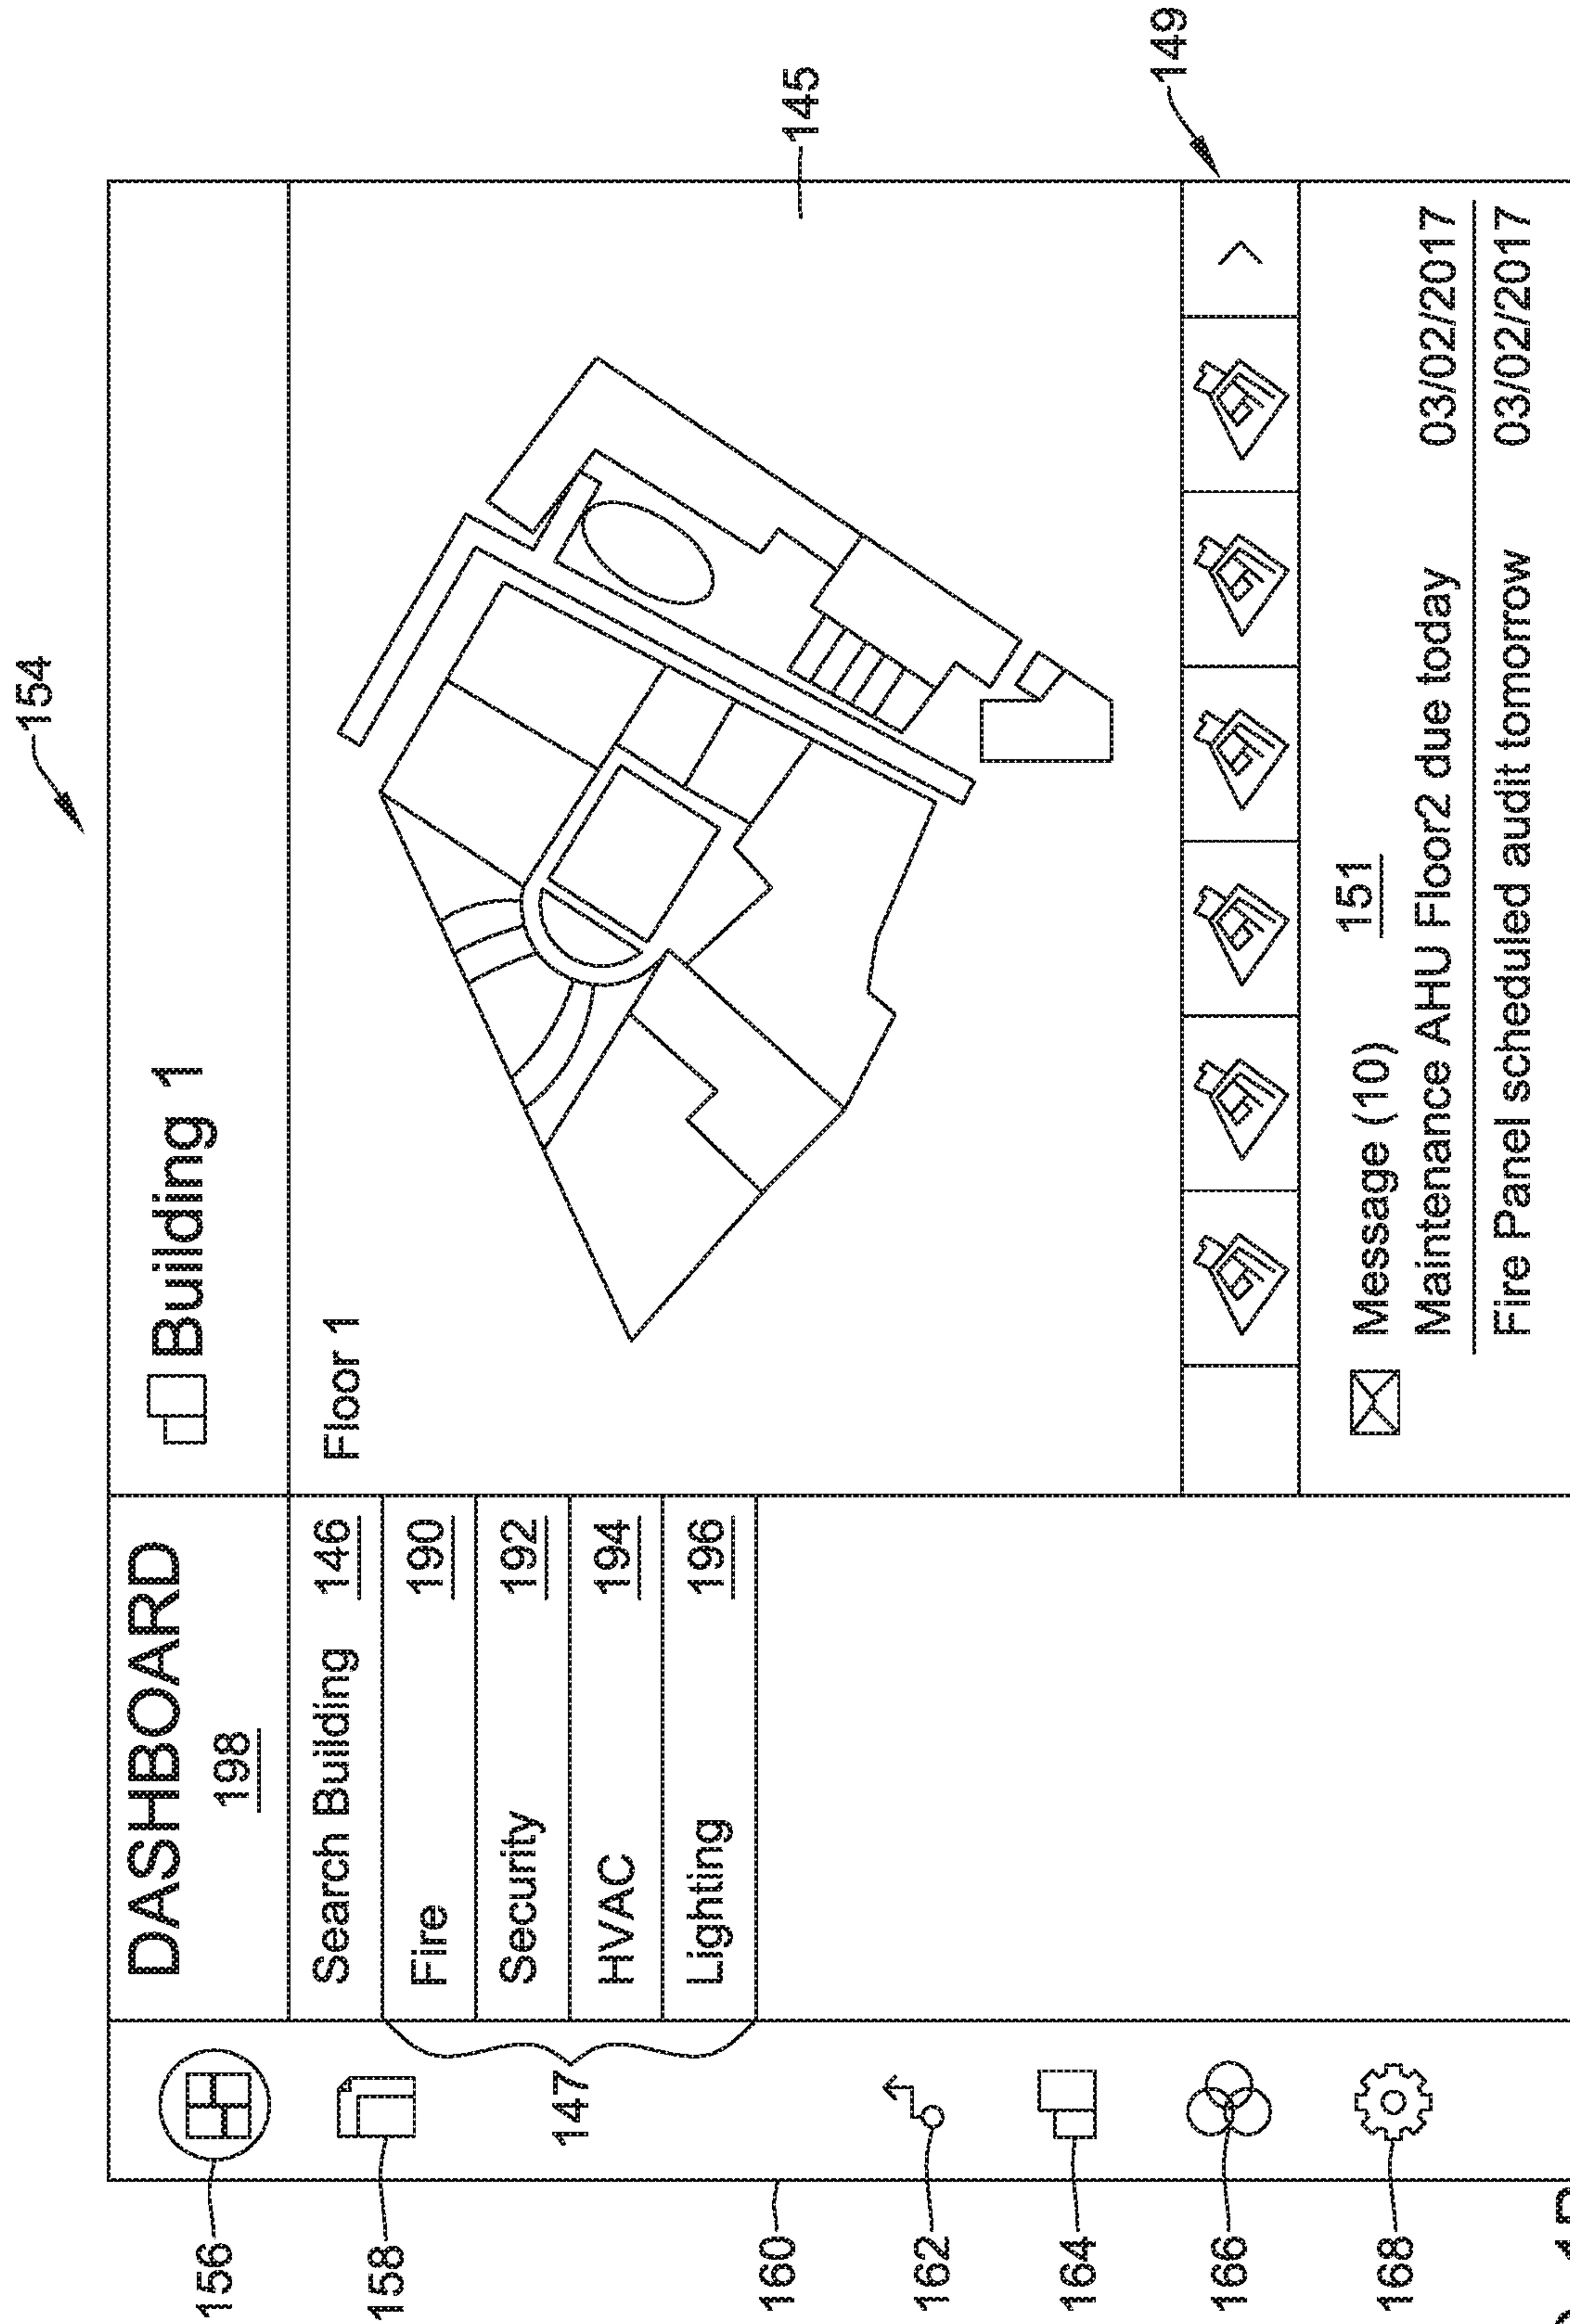 154
DASHBOARD
198
Building 1
156
158
Search Building 146
Fire 190
Security 192
HVAC 194
Lighting 196
147
Floor 1
145
160
162
164
166
168
149
Message (10) 151
Maintenance AHU Floor2 due today 03/02/2017
Fire Panel scheduled audit tomorrow 03/02/2017